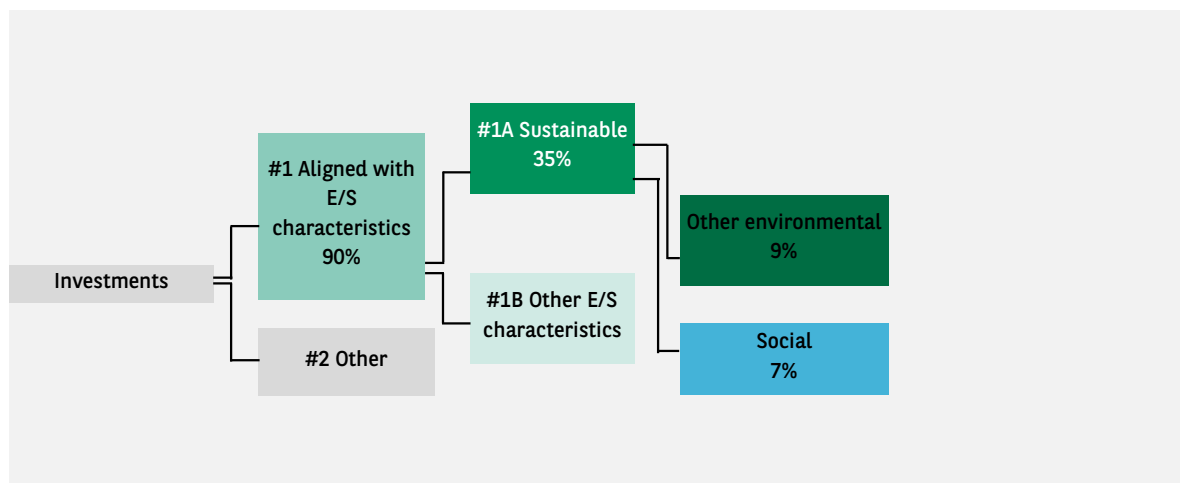 Investments
#1 Aligned with
E/S
characteristics
90%
#2 Other
#1A Sustainable
35%
#1B Other E/S
characteristics
Other environmental
9%
Social
7%